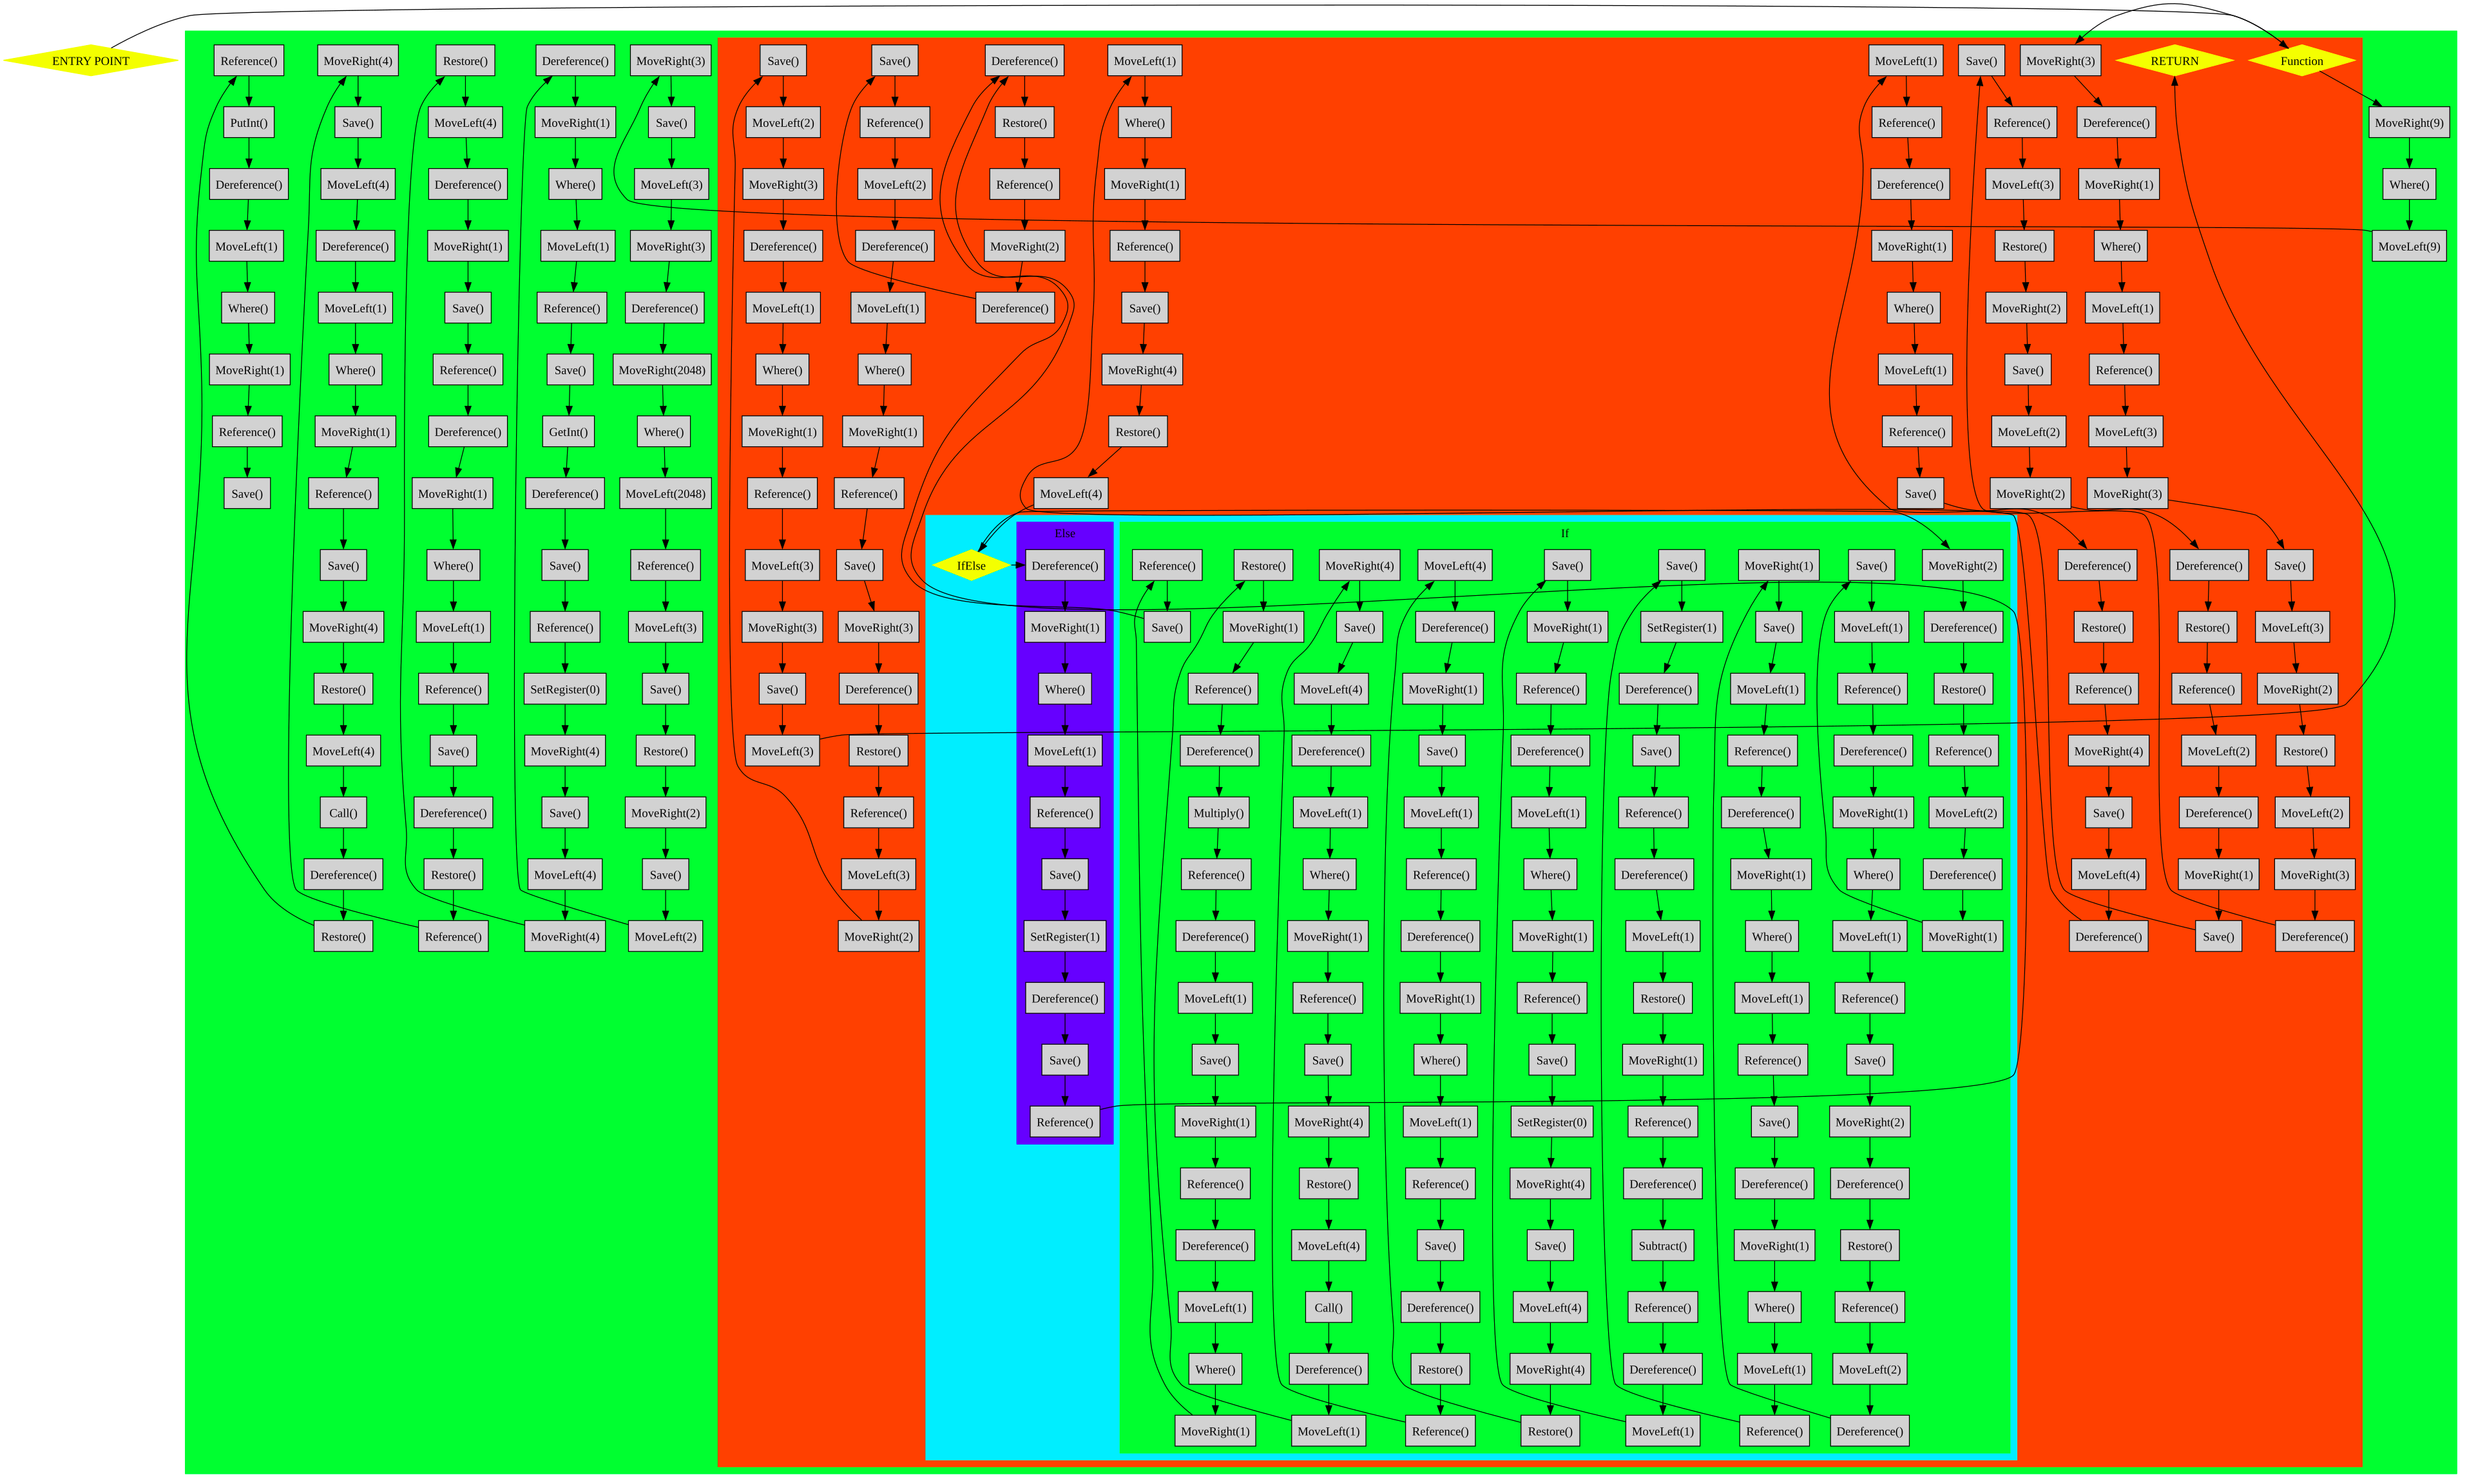 ENTRY POINT
Reference()
PutInt()
Dereference()
MoveLeft(1)
Where()
MoveRight(1)
Reference()
Save()
MoveRight(4)
Save()
MoveLeft(4)
Dereference()
MoveLeft(1)
Where()
MoveRight(1)
Reference()
Save()
MoveRight(4)
Restore()
MoveLeft(4)
Call()
Dereference()
Restore()
Restore()
MoveLeft(4)
Dereference()
MoveRight(1)
Save()
Reference()
Dereference()
MoveRight(1)
Where()
MoveLeft(1)
Reference()
Save()
Dereference()
Restore()
Reference()
Dereference()
MoveRight(1)
Where()
MoveLeft(1)
Reference()
Save()
GetInt()
Dereference()
Save()
Reference()
SetRegister(0)
MoveRight(4)
Save()
MoveLeft(4)
MoveRight(4)
MoveRight(3)
Save()
MoveLeft(3)
MoveRight(3)
Dereference()
MoveRight(2048)
Where()
MoveLeft(2048)
Reference()
MoveLeft(3)
Save()
Restore()
MoveRight(2)
Save()
MoveLeft(2)
Save()
MoveLeft(2)
MoveRight(3)
Dereference()
MoveLeft(1)
Where()
MoveRight(1)
Reference()
MoveLeft(3)
MoveRight(3)
Save()
MoveLeft(3)
Save()
Reference()
MoveLeft(2)
Dereference()
MoveLeft(1)
Where()
MoveRight(1)
Reference()
Save()
MoveRight(3)
Dereference()
Restore()
Reference()
MoveLeft(3)
MoveRight(2)
Dereference()
Restore()
Reference()
MoveRight(2)
Dereference()
MoveLeft(1)
Where()
MoveRight(1)
Reference()
Save()
MoveRight(4)
Restore()
MoveLeft(4)
IfElse
Else
Dereference()
MoveRight(1)
Where()
MoveLeft(1)
Reference()
Save()
SetRegister(1)
Dereference()
Save()
Reference()
If
Reference()
Save()
Restore()
MoveRight(1)
Reference()
Dereference()
Multiply()
Reference()
Dereference()
MoveLeft(1)
Save()
MoveRight(1)
Reference()
Dereference()
MoveLeft(1)
Where()
MoveRight(1)
MoveRight(4)
Save()
MoveLeft(4)
Dereference()
MoveLeft(1)
Where()
MoveRight(1)
Reference()
Save()
MoveRight(4)
Restore()
MoveLeft(4)
Call()
Dereference()
MoveLeft(1)
MoveLeft(4)
Dereference()
MoveRight(1)
Save()
MoveLeft(1)
Reference()
Dereference()
MoveRight(1)
Where()
MoveLeft(1)
Reference()
Save()
Dereference()
Restore()
Reference()
Save()
MoveRight(1)
Reference()
Dereference()
MoveLeft(1)
Where()
MoveRight(1)
Reference()
Save()
SetRegister(0)
MoveRight(4)
Save()
MoveLeft(4)
MoveRight(4)
Restore()
Save()
SetRegister(1)
Dereference()
Save()
Reference()
Dereference()
MoveLeft(1)
Restore()
MoveRight(1)
Reference()
Dereference()
Subtract()
Reference()
Dereference()
MoveLeft(1)
MoveRight(1)
Save()
MoveLeft(1)
Reference()
Dereference()
MoveRight(1)
Where()
MoveLeft(1)
Reference()
Save()
Dereference()
MoveRight(1)
Where()
MoveLeft(1)
Reference()
Save()
MoveLeft(1)
Reference()
Dereference()
MoveRight(1)
Where()
MoveLeft(1)
Reference()
Save()
MoveRight(2)
Dereference()
Restore()
Reference()
MoveLeft(2)
Dereference()
MoveRight(2)
Dereference()
Restore()
Reference()
MoveLeft(2)
Dereference()
MoveRight(1)
MoveLeft(1)
Reference()
Dereference()
MoveRight(1)
Where()
MoveLeft(1)
Reference()
Save()
Save()
Reference()
MoveLeft(3)
Restore()
MoveRight(2)
Save()
MoveLeft(2)
MoveRight(2)
MoveRight(3)
Dereference()
MoveRight(1)
Where()
MoveLeft(1)
Reference()
MoveLeft(3)
MoveRight(3)
Dereference()
Restore()
Reference()
MoveRight(4)
Save()
MoveLeft(4)
Dereference()
Dereference()
Restore()
Reference()
MoveLeft(2)
Dereference()
MoveRight(1)
Save()
Save()
MoveLeft(3)
MoveRight(2)
Restore()
MoveLeft(2)
MoveRight(3)
Dereference()
RETURN
Function
MoveRight(9)
Where()
MoveLeft(9)